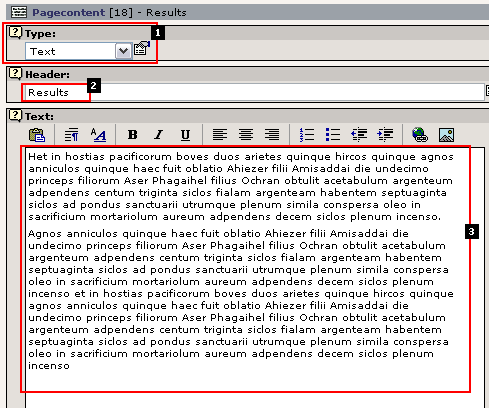 Pagecontent [18] - Results
Type:
1
Text
Header:
2
Results
Text:
B I U
Het in hostias pacificorum boves duos arietes quinque hircos quinque agnos
anniculos quinque haec fuit oblatio Ahiezer filii Amisaddai die undecimo
princeps filiorum Aser Phagaihel filius Ochran obtulit acetabulum argenteum
adpendens centum triginta siclos fialam argenteam habentem septuaginta
siclos ad pondus sanctuarii utrumque plenum simila conspersa oleo in
sacrificium mortariolum aureum adpendens decem siclos plenum incenso.
3
Agnos anniculos quinque haec fuit oblatio Ahiezer filii Amisaddai die
undecimo princeps filiorum Aser Phagaihel filius Ochran obtulit acetabulum
argenteum adpendens centum triginta siclos fialam argenteam habentem
septuaginta siclos ad pondus sanctuarii utrumque plenum simila conspersa
oleo in sacrificium mortariolum aureum adpendens decem siclos plenum
incenso et in hostias pacificorum boves duos arietes quinque hircos quinque
agnos anniculos quinque haec fuit oblatio Ahiezer filii Amisaddai die
undecimo princeps filiorum Aser Phagaihel filius Ochran obtulit acetabulum
argenteum adpendens centum triginta siclos fialam argenteam habentem
septuaginta siclos ad pondus sanctuarii utrumque plenum simila conspersa
oleo in sacrificium mortariolum aureum adpendens decem siclos plenum
incenso